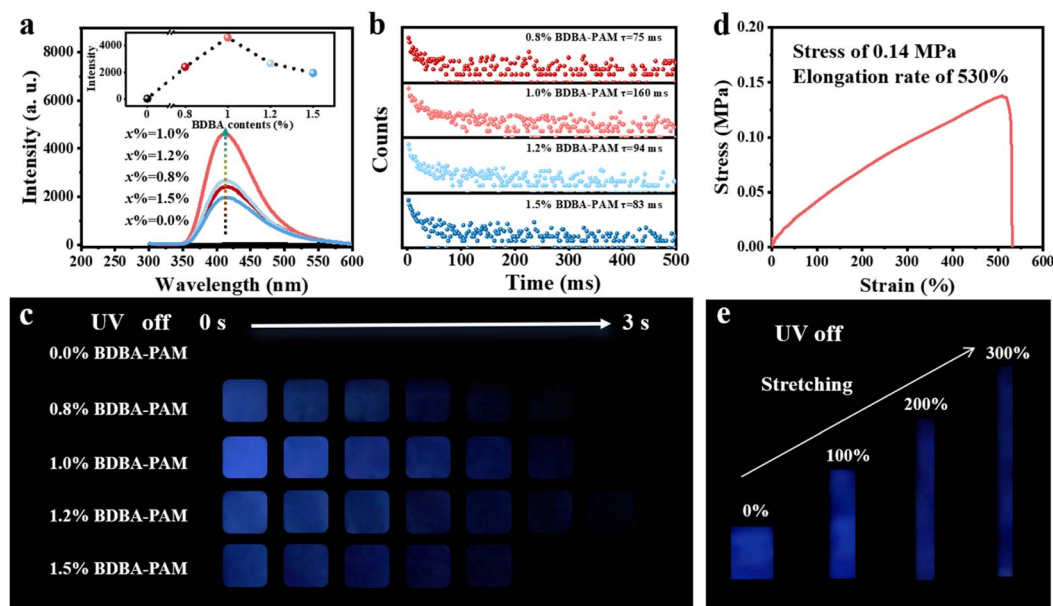 a
8000
6000
4000
2000
0
Intensity (a. u.)
4000
2000
0
Intensity
0
0.8
1
1.2
1.5
BDBA contents (%)
x%=1.0%
x%=1.2%
x%=0.8%
x%=1.5%
x%=0.0%
200 250 300 350 400 450 500 550 600
Wavelength (nm)
b
Counts
0.8% BDBA-PAM τ=75 ms
1.0% BDBA-PAM τ=160 ms
1.2% BDBA-PAM τ=94 ms
1.5% BDBA-PAM τ=83 ms
0 100 200 300 400 500
Time (ms)
d
Stress of 0.14 MPa
Elongation rate of 530%
0.20
0.15
0.10
0.05
0.00
Stress (MPa)
0 100 200 300 400 500 600
Strain (%)
c
UV off 0 s 3 s
0.0% BDBA-PAM
0.8% BDBA-PAM
1.0% BDBA-PAM
1.2% BDBA-PAM
1.5% BDBA-PAM
e
UV off
Stretching
0%
100%
200%
300%